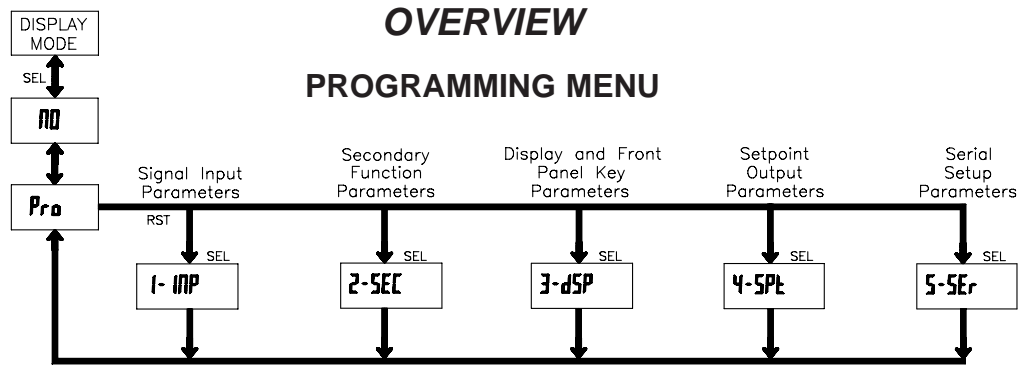 OVERVIEW
PROGRAMMING MENU
DISPLAY
MODE
SEL
NO
Pro
RST
Signal Input
Parameters
SEL
1-INP
Secondary
Function
Parameters
SEL
2-SEC
Display and Front
Panel Key
Parameters
SEL
3-dSP
Setpoint
Output
Parameters
SEL
4-SPt
Serial
Setup
Parameters
SEL
5-SEr